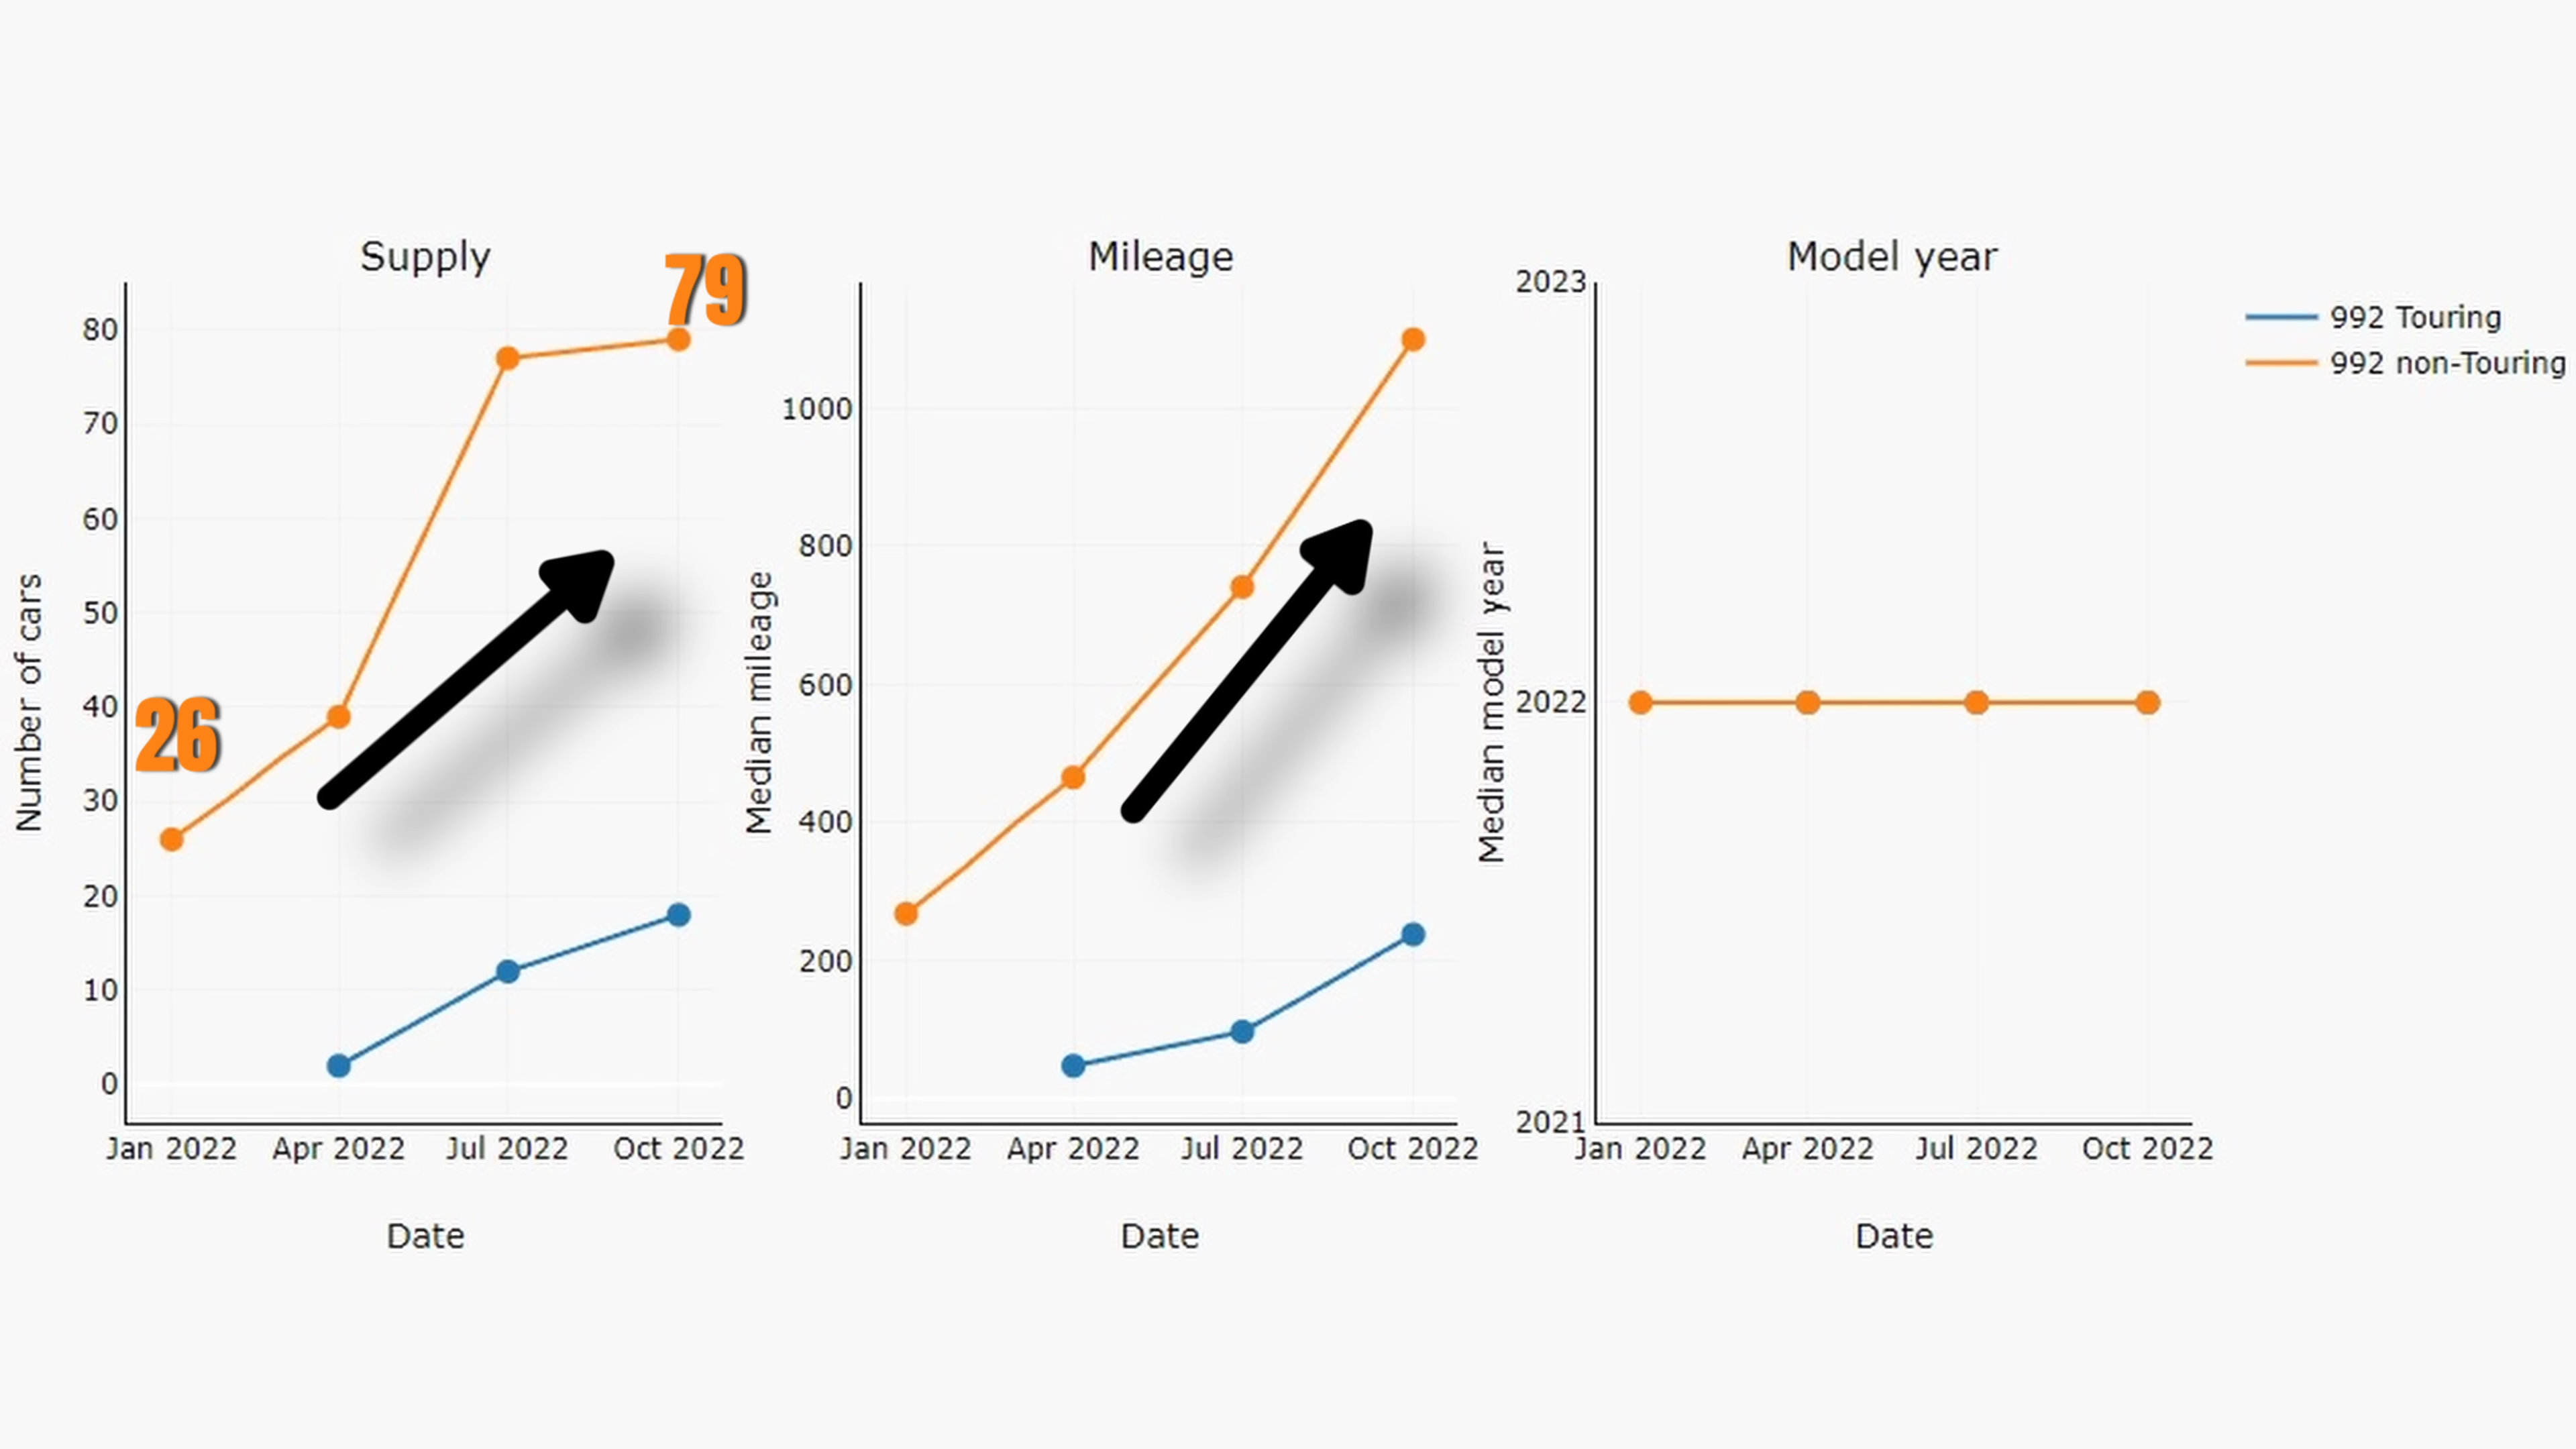 Supply
79
26
Number of cars
80
70
60
50
40
30
20
10
0
Jan 2022
Apr 2022
Jul 2022
Oct 2022
Date
Mileage
Median mileage
1000
800
600
400
200
0
Jan 2022
Apr 2022
Jul 2022
Oct 2022
Date
Model year
Median model year
2023
2022
2021
Jan 2022
Apr 2022
Jul 2022
Oct 2022
Date
992 Touring
992 non-Touring